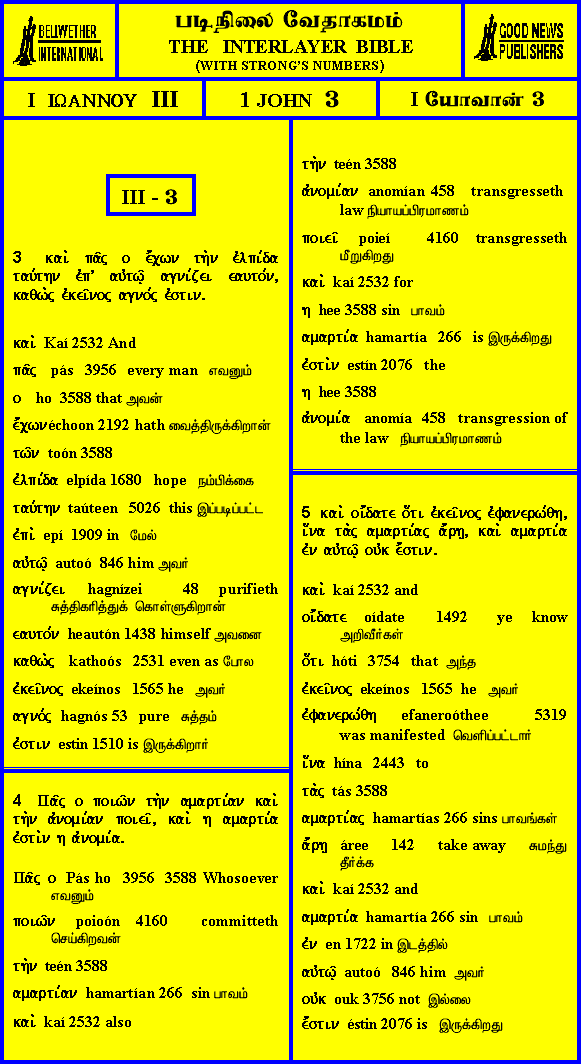 BELLWETHER
INTERNATIONAL
படிநிலை வேதாகமம்
THE INTERLAYER BIBLE
(WITH STRONG'S NUMBERS)
GOOD NEWS
PUBLISHERS
I ΙΩΑΝΝΟΥ III
1 JOHN 3
I யோவான் 3
III - 3
3 καὶ πᾶς ο ἔχων τὴν ἐλπίδα
ταύτην ἐπ' αὐτῷ αγνίζει εαυτόν,
καθὼς ἐκεῖνος αγνός ἐστιν.
καὶ Kaí 2532 And
πᾶς pás 3956 every man எவனும்
ο ho 3588 that அவன்
ἔχων échoon 2192 hath வைத்திருக்கிறான்
τῶν toón 3588
ἐλπίδα elpída 1680 hope நம்பிக்கை
ταύτην taúteen 5026 this இப்படிப்பட்ட
ἐπὶ epí 1909 in மேல்
αὐτῷ autoó 846 him அவர்
αγνίζει hagnízei 48 purifieth
சுத்திகரித்துக் கொள்ளுகிறான்
εαυτόν heautón 1438 himself அவனை
καθὼς kathoós 2531 even as போல
ἐκεῖνος ekeínos 1565 he அவர்
αγνός hagnós 53 pure சுத்தம்
ἐστιν estin 1510 is இருக்கிறார்
4 Πᾶς ο ποιῶν τὴν αμαρτίαν καὶ
τὴν ἀνομίαν ποιεῖ, καὶ η αμαρτία
ἐστὶν η ἀνομία.
Πᾶς ο Pás ho 3956 3588 Whosoever
எவனும்
ποιῶν poioón 4160 committeth
செய்கிறவன்
τὴν teén 3588
αμαρτίαν hamartían 266 sin பாவம்
καὶ kaí 2532 also
τὴν teén 3588
ἀνομίαν anomían 458 transgresseth
law நியாயப்பிரமாணம்
ποιεῖ poieí 4160 transgresseth
மீறுகிறது
καὶ kaí 2532 for
η hee 3588 sin பாவம்
αμαρτία hamartía 266 is இருக்கிறது
ἐστὶν estín 2076 the
η hee 3588
ἀνομία anomía 458 transgression of
the law நியாயப்பிரமாணம்
5 καὶ οἴδατε ὅτι ἐκεῖνος ἐφανερώθη,
ἵνα τὰς αμαρτίας ἄρῃ, καὶ αμαρτία
ἐν αὐτῷ οὐκ ἔστιν.
καὶ kaí 2532 and
οἴδατε oídate 1492 ye know
அறிவீர்கள்
ὅτι hóti 3754 that அந்த
ἐκεῖνος ekeínos 1565 he அவர்
ἐφανερώθη efaneroóthee 5319
was manifested வெளிப்பட்டார்
ἵνα hína 2443 to
τὰς tás 3588
αμαρτίας hamartías 266 sins பாவங்கள்
ἄρῃ áree 142 take away சுமந்து
தீர்க்க
καὶ kaí 2532 and
αμαρτία hamartía 266 sin பாவம்
ἐν en 1722 in இடத்தில்
αὐτῷ autoó 846 him அவர்
οὐκ ouk 3756 not இல்லை
ἔστιν éstin 2076 is இருக்கிறது